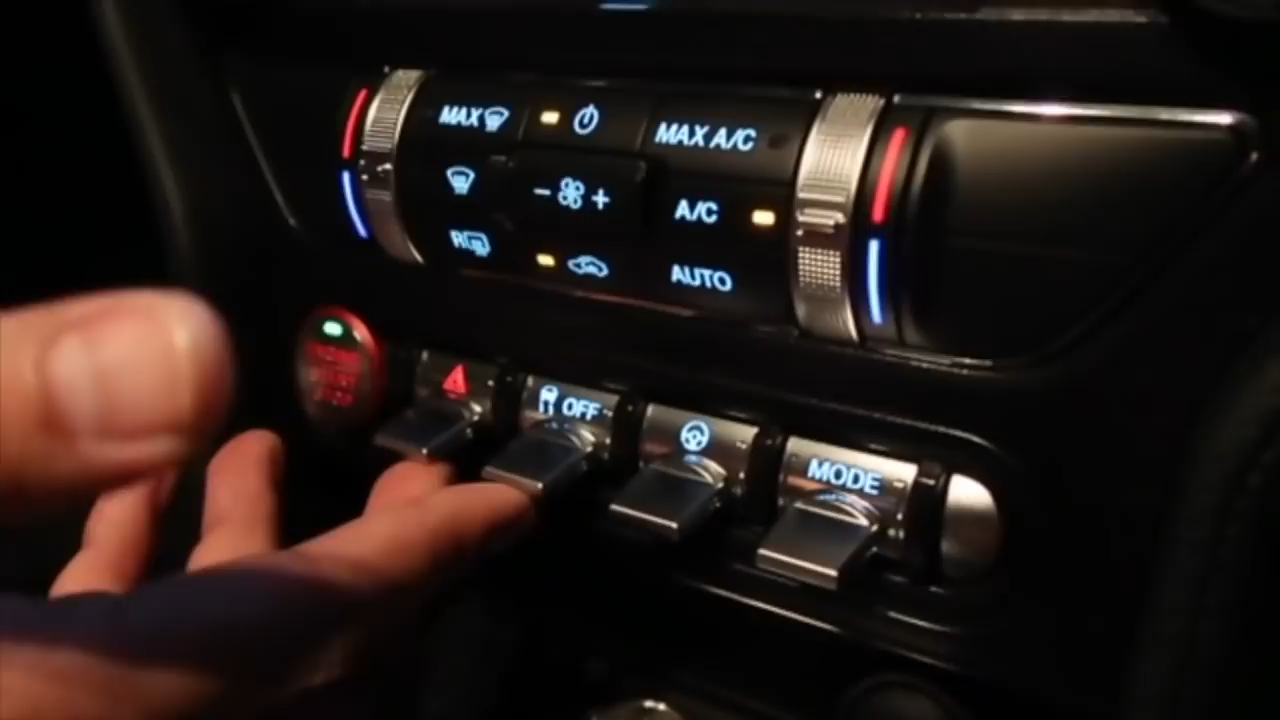 MAX
MAX A/C
- +
A/C
R
AUTO
OFF
MODE